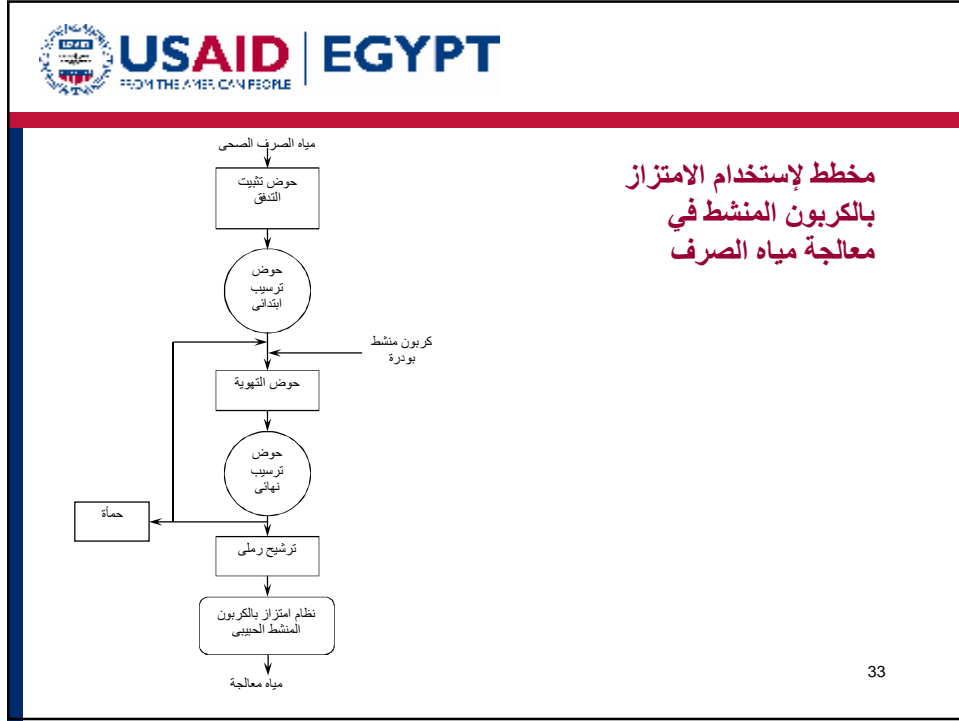 USAID | EGYPT
FROM THE AMERICAN PEOPLE
مخطط لإستخدام الامتزاز
بالكربون المنشط في
معالجة مياه الصرف
مياه الصرف الصحى
حوض تثبيت
التدفق
حوض
ترسيب
ابتدائى
كربون منشط
بودرة
حوض التهوية
حوض
ترسيب
نهائى
حمأة
ترشيح رملى
نظام امتزاز بالكربون
المنشط الحبيبى
مياه معالجة
33